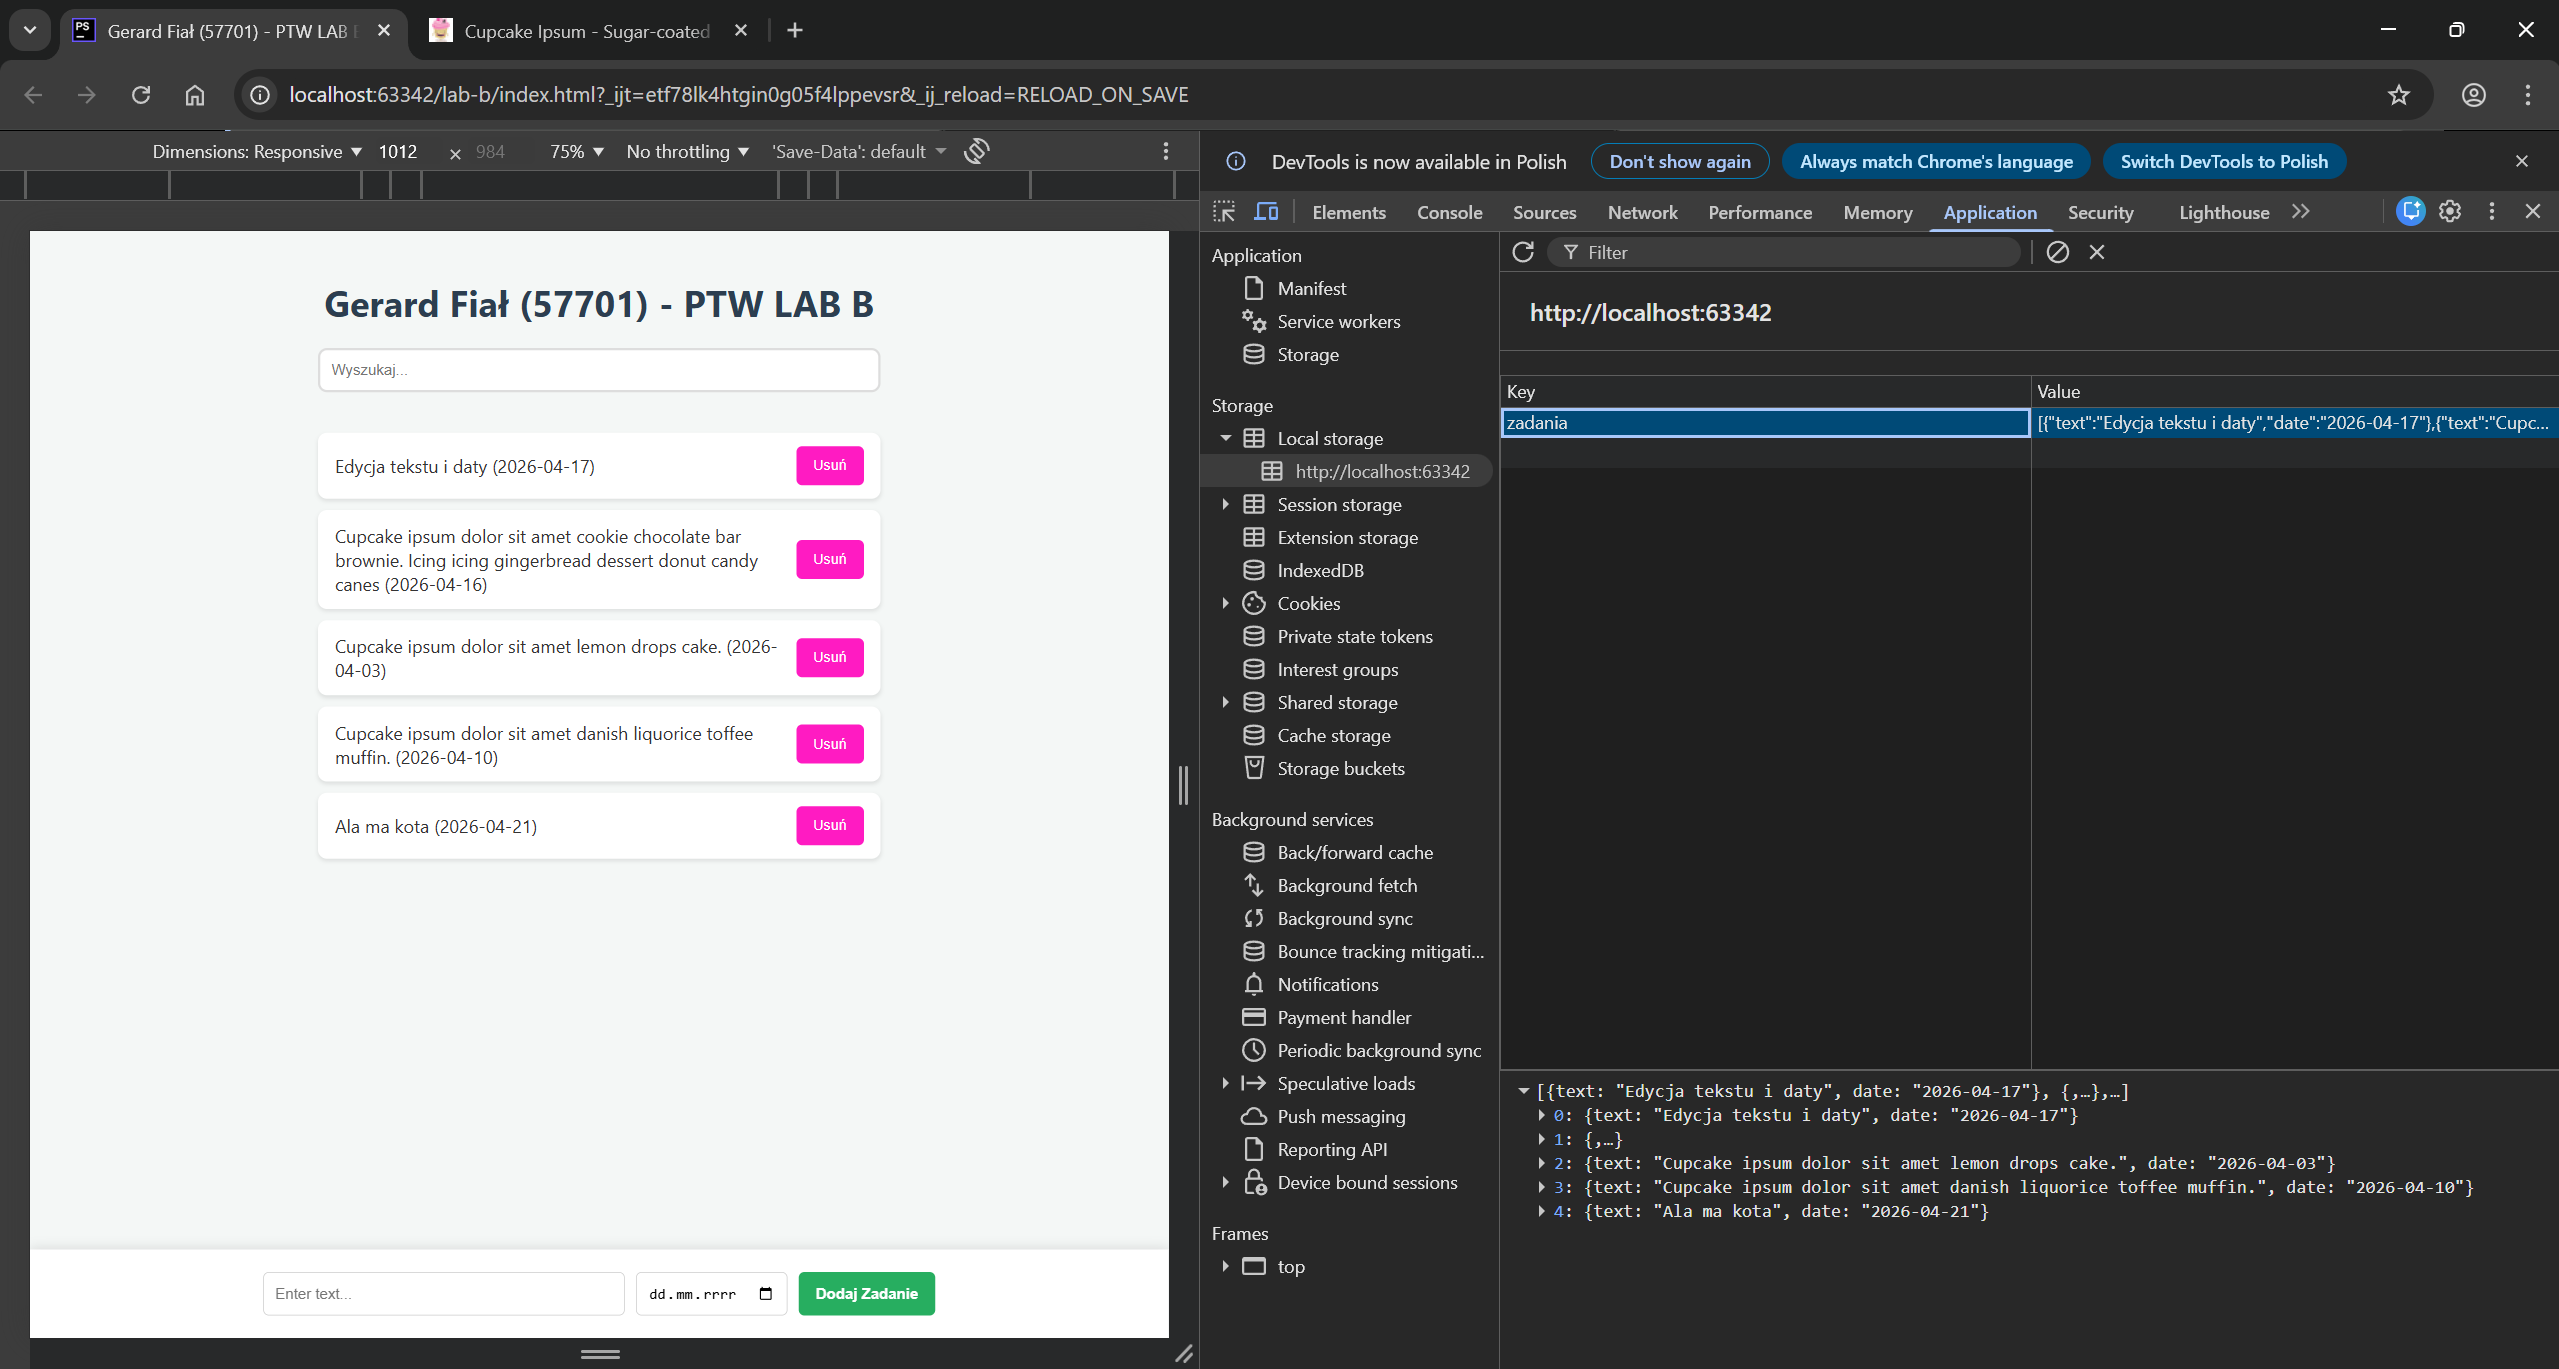 Gerard Fiał (57701) - PTW LAB
Cupcake Ipsum - Sugar-coated
localhost:63342/lab-b/index.html?_ijt=etf78lk4htgin0g05f4lppevsr&_ij_reload=RELOAD_ON_SAVE
Dimensions: Responsive 1012 × 984 75% No throttling 'Save-Data': default
DevTools is now available in Polish Don't show again Always match Chrome's language Switch DevTools to Polish
Elements Console Sources Network Performance Memory Application Security Lighthouse
Gerard Fiał (57701) - PTW LAB B
Wyszukaj...
Edycja tekstu i daty (2026-04-17)
Usuń
Cupcake ipsum dolor sit amet cookie chocolate bar
brownie. Icing icing gingerbread dessert donut candy
canes (2026-04-16)
Usuń
Cupcake ipsum dolor sit amet lemon drops cake. (2026-
04-03)
Usuń
Cupcake ipsum dolor sit amet danish liquorice toffee
muffin. (2026-04-10)
Usuń
Ala ma kota (2026-04-21)
Usuń
Enter text...
dd.mm.rrrr
Dodaj Zadanie
Application
Manifest
Service workers
Storage
Storage
Local storage
http://localhost:63342
Session storage
Extension storage
IndexedDB
Cookies
Private state tokens
Interest groups
Shared storage
Cache storage
Storage buckets
Background services
Back/forward cache
Background fetch
Background sync
Bounce tracking mitigati...
Notifications
Payment handler
Periodic background sync
Speculative loads
Push messaging
Reporting API
Device bound sessions
Frames
top
Filter
http://localhost:63342
Key Value
zadania [{"text":"Edycja tekstu i daty","date":"2026-04-17"},{"text":"Cupc...
[{text: "Edycja tekstu i daty", date: "2026-04-17"}, {,…},…]
0: {text: "Edycja tekstu i daty", date: "2026-04-17"}
1: {,…}
2: {text: "Cupcake ipsum dolor sit amet lemon drops cake.", date: "2026-04-03"}
3: {text: "Cupcake ipsum dolor sit amet danish liquorice toffee muffin.", date: "2026-04-10"}
4: {text: "Ala ma kota", date: "2026-04-21"}